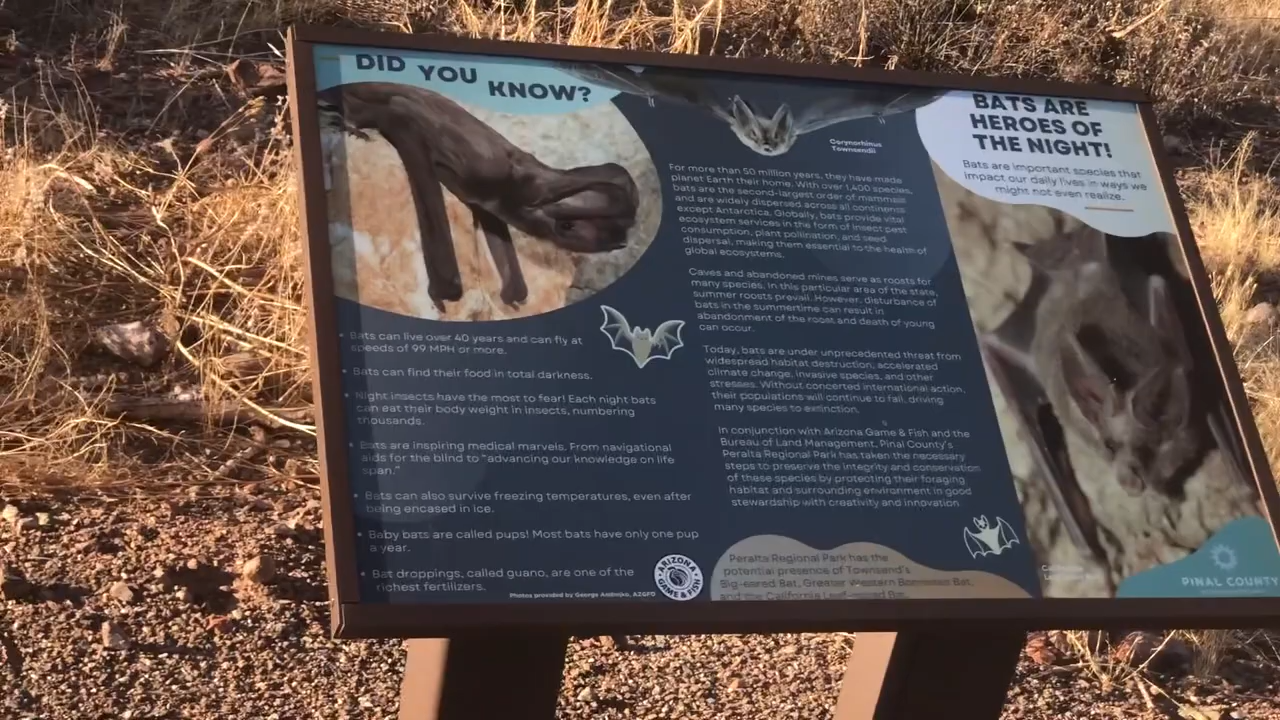 DID YOU KNOW?
Bats can live over 40 years and can fly at
speeds of 99 MPH or more.
Bats can find their food in total darkness.
Night insects have the most to fear! Each night bats
can eat their body weight in insects, numbering
thousands.
Bats are inspiring medical marvels. From navigational
aids for the blind to "advancing our knowledge on life
span."
Bats can also survive freezing temperatures, even after
being encased in ice.
Baby bats are called pups! Most bats have only one pup
a year.
Bat droppings, called guano, are one of the
richest fertilizers.
Photos provided by George Andrejko, AZGFD
ARIZONA
GAME & FISH
Corynorhinus
Townsendii
For more than 50 million years, they have made
planet Earth their home. With over 1,400 species,
bats are the second-largest order of mammals
and are widely dispersed across all continents
except Antarctica. Globally, bats provide vital
ecosystem services in the form of insect pest
consumption, plant pollination, and seed
dispersal, making them essential to the health of
global ecosystems.
Caves and abandoned mines serve as roosts for
many species. In this particular area of the state,
summer roosts prevail. However, disturbance of
bats in the summertime can result in
abandonment of the roost and death of young
can occur.
Today, bats are under unprecedented threat from
widespread habitat destruction, accelerated
climate change, invasive species, and other
stresses. Without concerted international action,
their populations will continue to fall, driving
many species to extinction.
In conjunction with Arizona Game & Fish and the
Bureau of Land Management, Pinal County's
Peralta Regional Park has taken the necessary
steps to preserve the integrity and conservation
of these species by protecting their foraging
habitat and surrounding environment in good
stewardship with creativity and innovation
Peralta Regional Park has the
potential presence of Townsend's
Big-eared Bat, Greater Western Bonneted Bat,
and the California Leaf-nosed Bat.
BATS ARE
HEROES OF
THE NIGHT!
Bats are important species that
impact our daily lives in ways we
might not even realize.
PINAL COUNTY